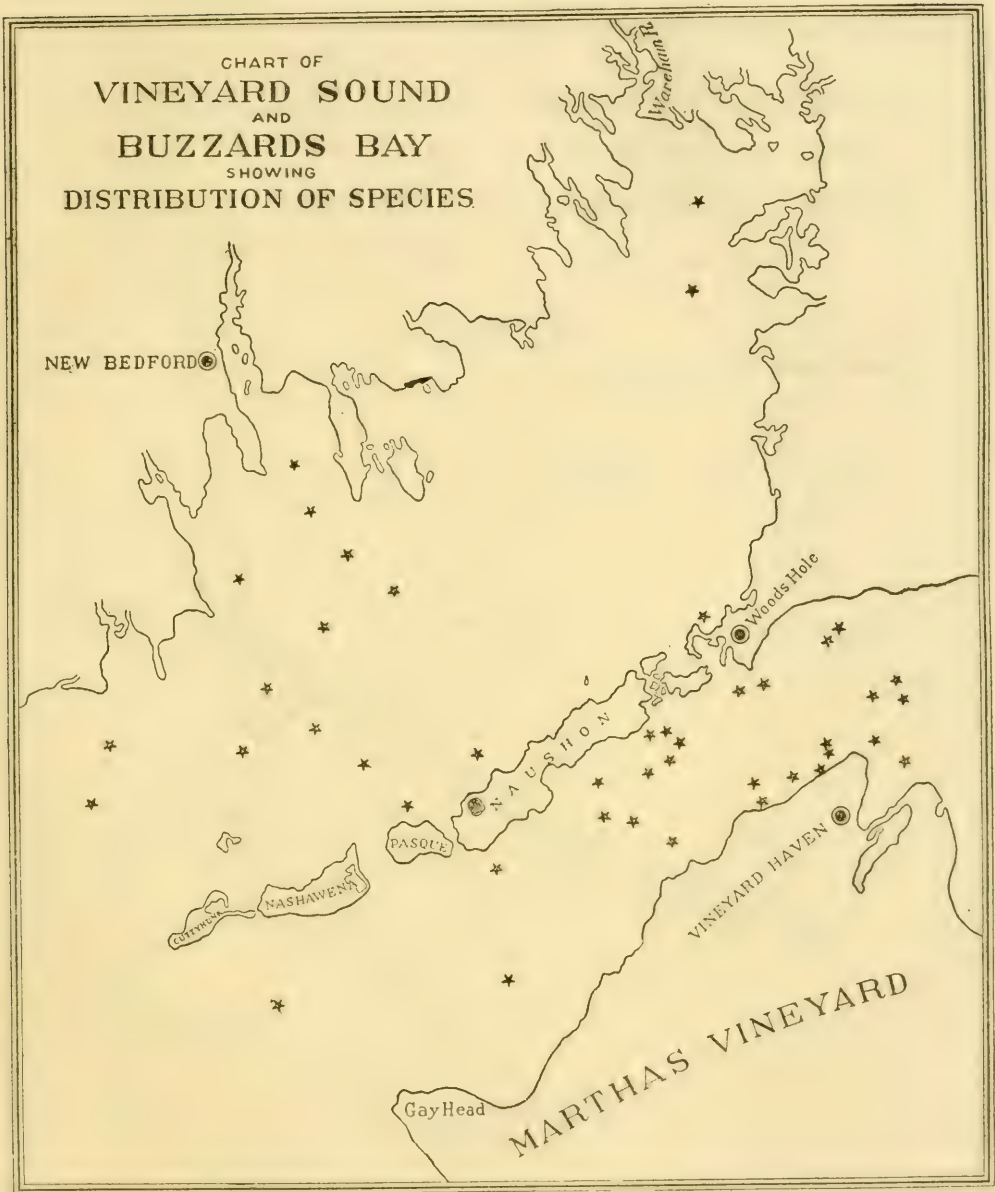 CHART OF
VINEYARD SOUND
AND
BUZZARDS BAY
SHOWING
DISTRIBUTION OF SPECIES.
Wareham R.
NEW BEDFORD
Woods Hole
NAUSHON
PASQUE
NASHAWENA
CUTTYHUNK
VINEYARD HAVEN
MARTHAS VINEYARD
Gay Head